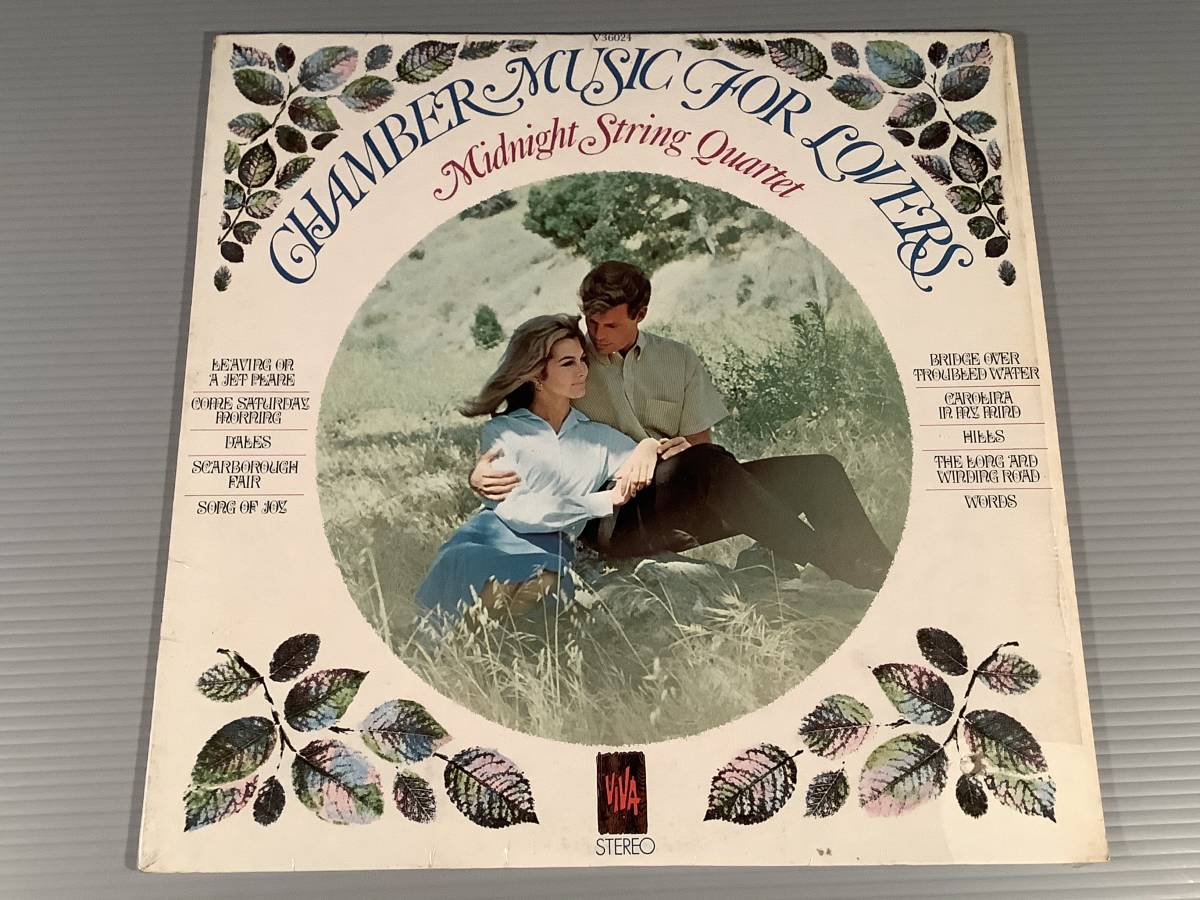 V36024
CHAMBER MUSIC FOR LOVERS
Midnight String Quartet
LEAVING ON
A JET PLANE
COME SATURDAY
MORNING
DALES
SCARBOROUGH
FAIR
SONG OF JOY
BRIDGE OVER
TROUBLED WATER
CAROLINA
IN MY MIND
HILLS
THE LONG AND
WINDING ROAD
WORDS
VIVA
STEREO